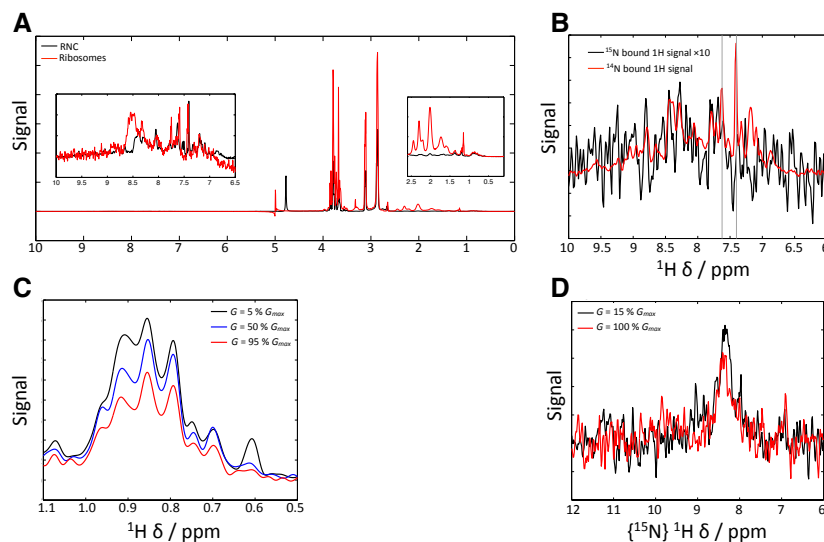 A
RNC
Ribosomes
Signal
10 9.5 9 8.5 8 7.5 7 6.5
2.5 2.0 1.5 1.0 0.5
10 9 8 7 6 5 4 3 2 1 0
B
¹⁵N bound 1H signal ×10
¹⁴N bound 1H signal
Signal
10 9.5 9 8.5 8 7.5 7 6.5 6
¹H δ / ppm
C
G = 5 % Gmax
G = 50 % Gmax
G = 95 % Gmax
Signal
1.1 1.0 0.9 0.8 0.7 0.6 0.5
¹H δ / ppm
D
G = 15 % Gmax
G = 100 % Gmax
Signal
12 11 10 9 8 7 6
{¹⁵N} ¹H δ / ppm